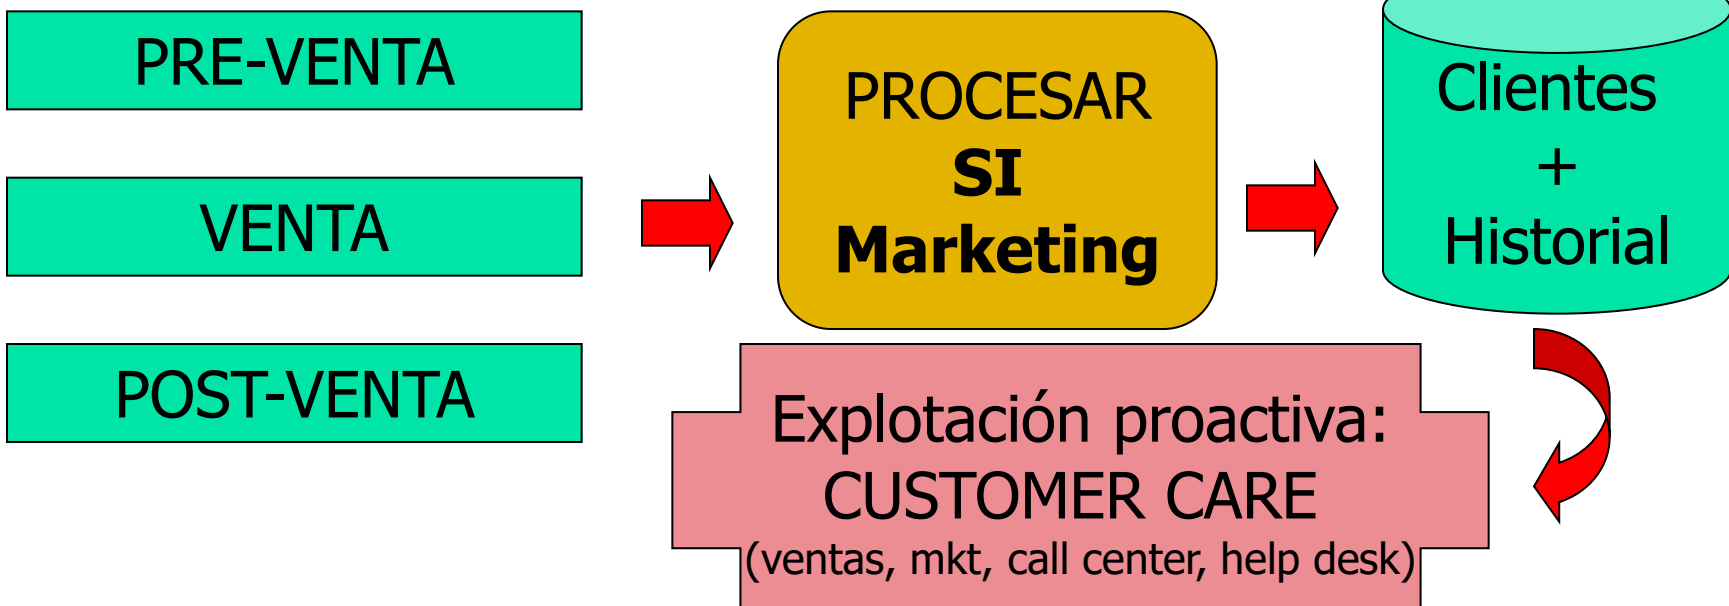 PRE-VENTA
VENTA
POST-VENTA
PROCESAR
SI
Marketing
Clientes
+
Historial
Explotación proactiva:
CUSTOMER CARE
(ventas, mkt, call center, help desk)